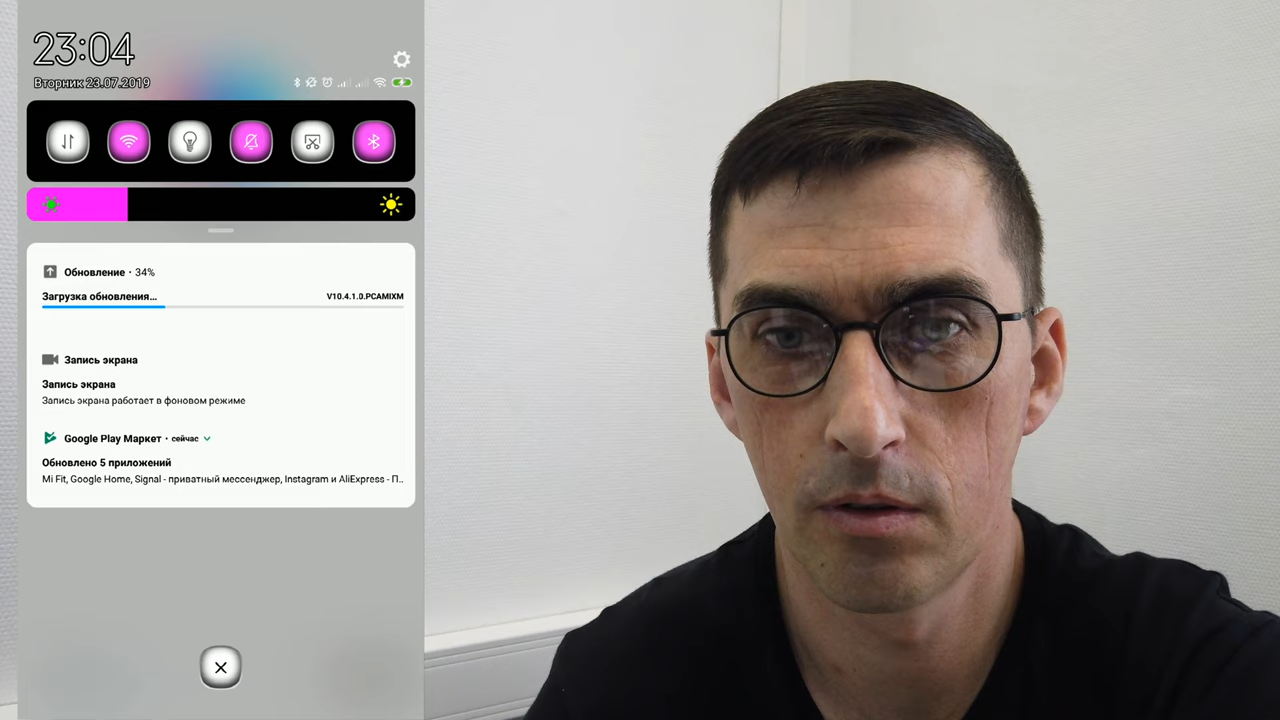 23:04
Вторник 23.07.2019
Обновление · 34%
Загрузка обновления... V10.4.1.0.PCAMIXM
Запись экрана
Запись экрана
Запись экрана работает в фоновом режиме
Google Play Маркет · сейчас
Обновлено 5 приложений
Mi Fit, Google Home, Signal - приватный мессенджер, Instagram и AliExpress - П..